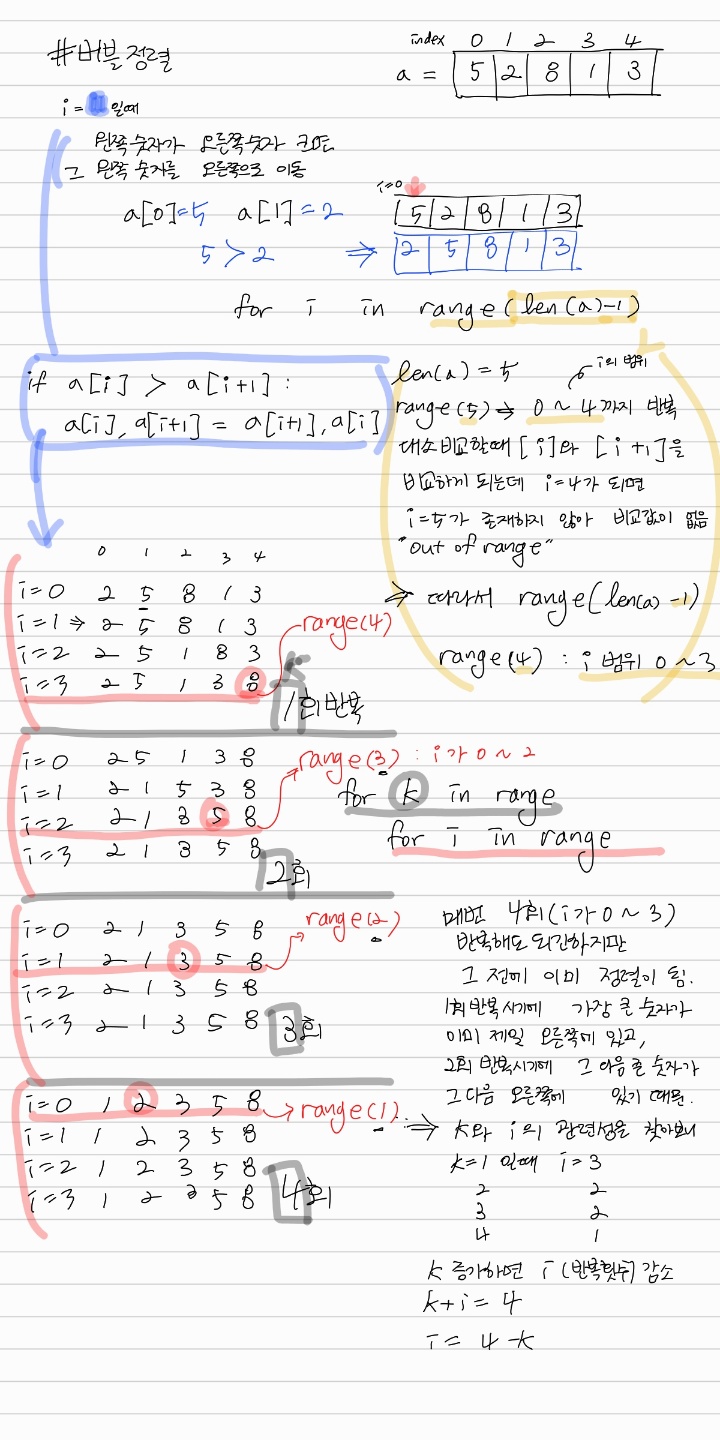 #버블정렬
index 0 1 2 3 4
a = 5 2 8 1 3
i = 일때
왼쪽 숫자가 오른쪽 숫자 크면
그 왼쪽 숫자를 오른쪽으로 이동
a[0]=5 a[1]=2
i=0
5 2 8 1 3
5 > 2 ⇒ 2 5 8 1 3
for i in range(len(a)-1)
if a[i] > a[i+1] :
a[i], a[i+1] = a[i+1], a[i]
len(a) = 5
i의 범위
range(5) → 0 ~ 4까지 반복
대소비교할때 [i]와 [i+1]을
비교하게 되는데 i=4가 되면
i=5가 존재하지 않아 비교값이 없음
"out of range"
⇒ 따라서 range(len(a)-1)
range(4) : i 범위 0 ~ 3
0 1 2 3 4
i=0 2 5 8 1 3
i=1 ⇒ 2 5 8 1 3
i=2 2 5 1 8 3
i=3 2 5 1 3 8
range(4)
K
1회 반복
i=0 2 5 1 3 8
i=1 2 1 5 3 8
i=2 2 1 3 5 8
i=3 2 1 3 5 8
range(3) : i가 0 ~ 2
2회
for k in range
for i in range
i=0 2 1 3 5 8
i=1 2 1 3 5 8
i=2 2 1 3 5 8
i=3 2 1 3 5 8
range(2)
3회
i=0 1 2 3 5 8
i=1 1 2 3 5 8
i=2 1 2 3 5 8
i=3 1 2 2 5 8
→ range(1)
4회
매번 4회(i가 0 ~ 3)
반복해도 되긴하지만
그 전에 이미 정렬이 됨.
1회 반복시기에 가장 큰 숫자가
이미 제일 오른쪽에 있고,
2회 반복시기에 그 다음 큰 숫자가
그 다음 오른쪽에 있기 때문.
⇒ k와 i의 관련성을 찾아보니
k=1 일때 i=3
2 2
3 2
4 1
k 증가하면 i (반복횟수) 감소
k+i = 4
i = 4-k